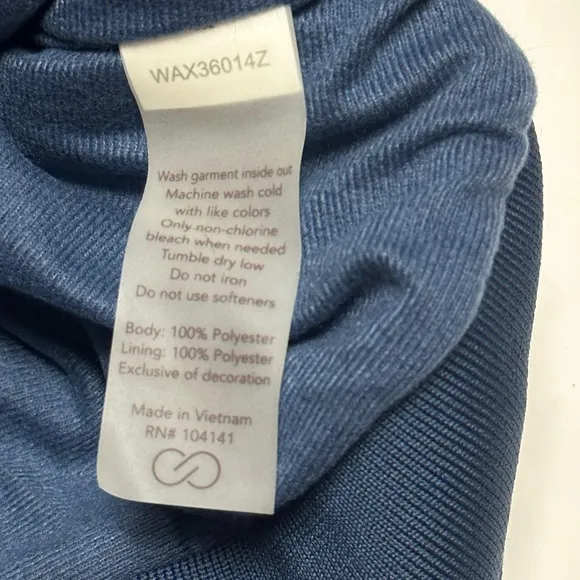 WAX36014Z
Wash garment inside out
Machine wash cold
with like colors
Only non-chlorine
bleach when needed
Tumble dry low
Do not iron
Do not use softeners
Body: 100% Polyester
Lining: 100% Polyester
Exclusive of decoration
Made in Vietnam
RN# 104141